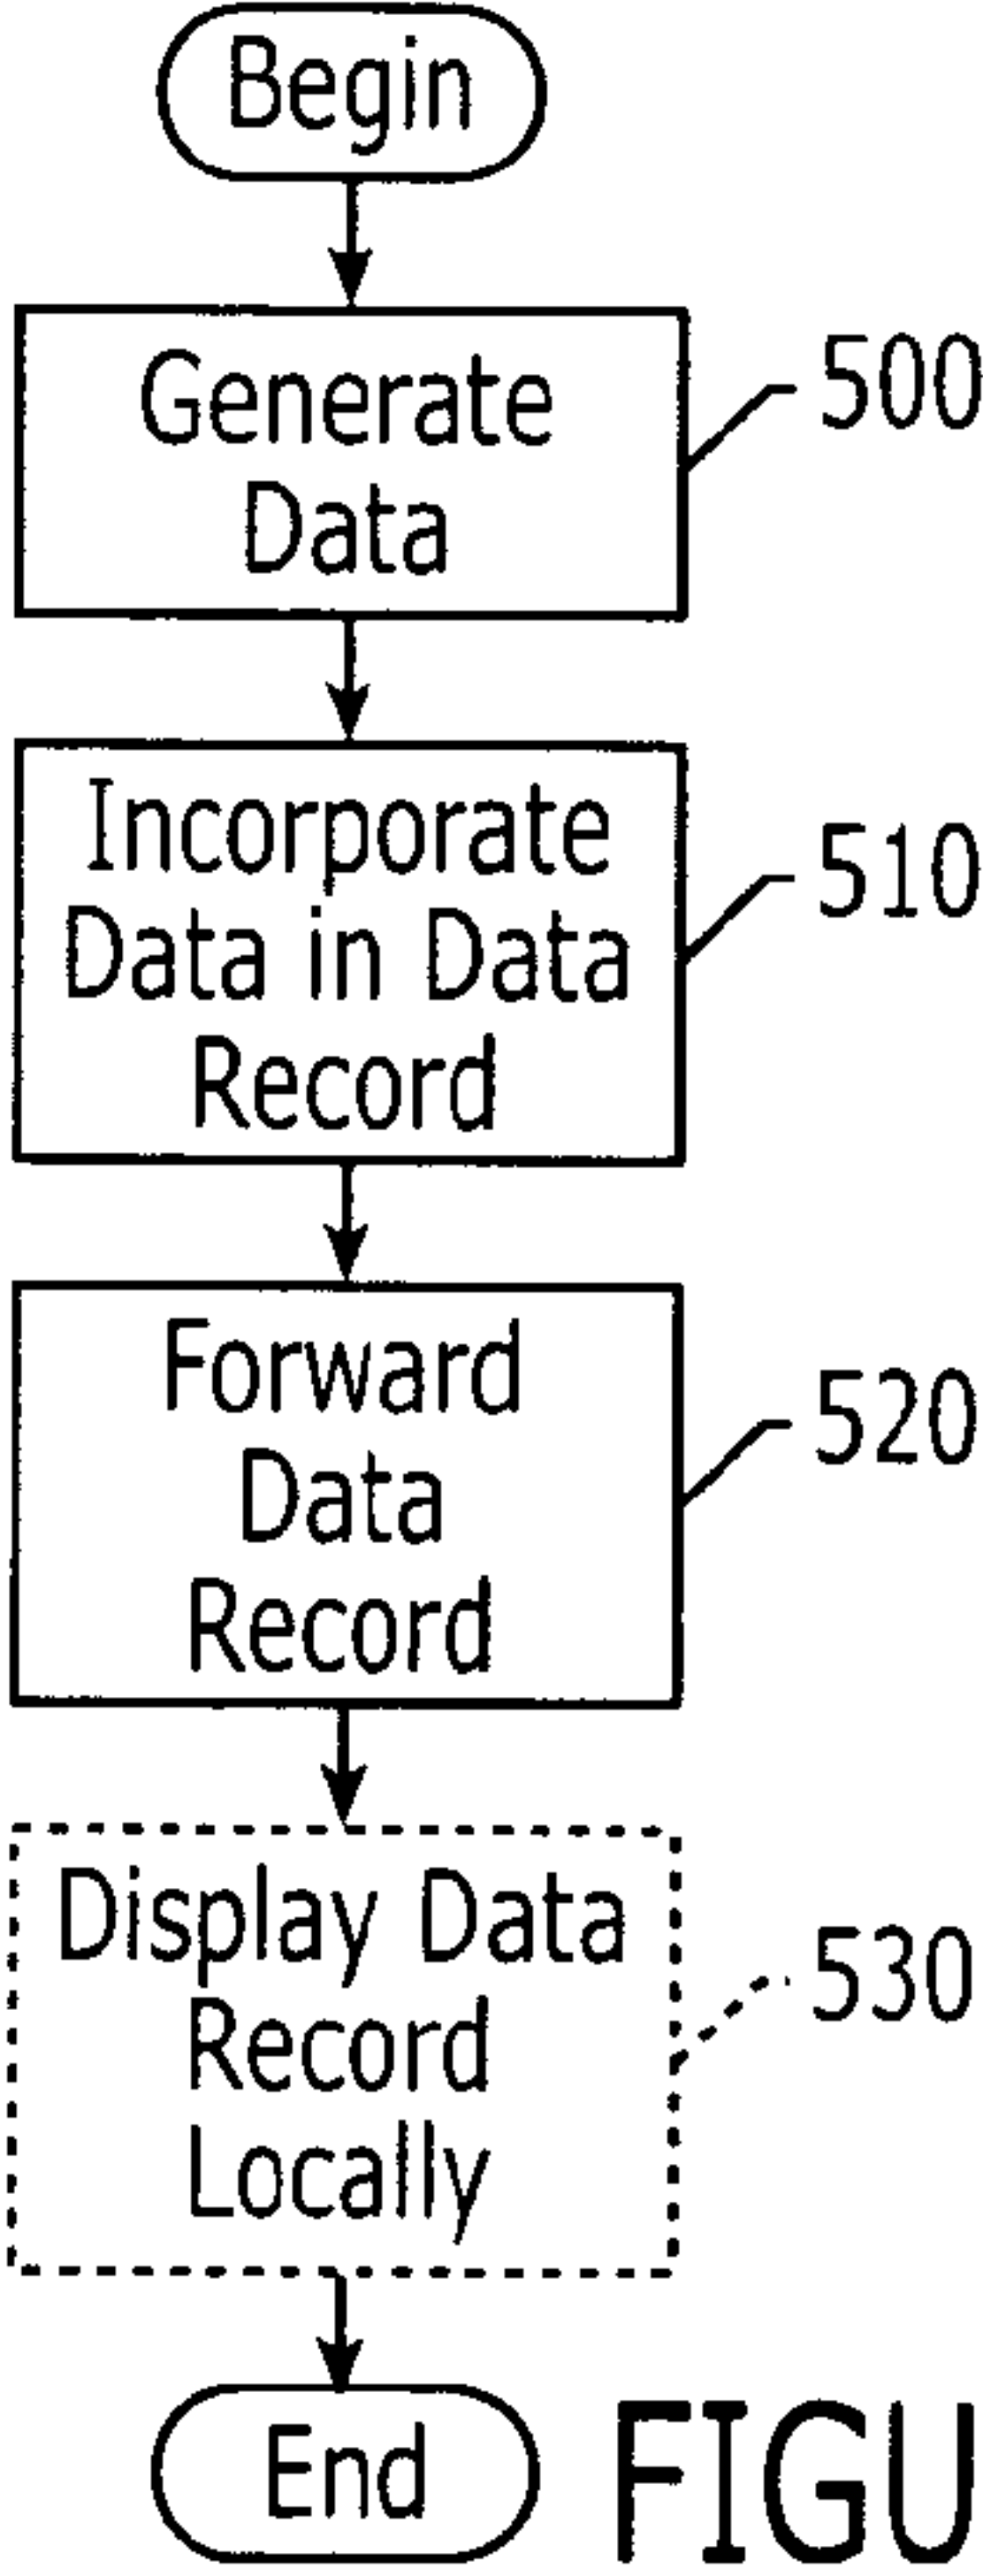 Begin
Generate
Data
500
Incorporate
Data in Data
Record
510
Forward
Data
Record
520
Display Data
Record
Locally
530
End
FIGU